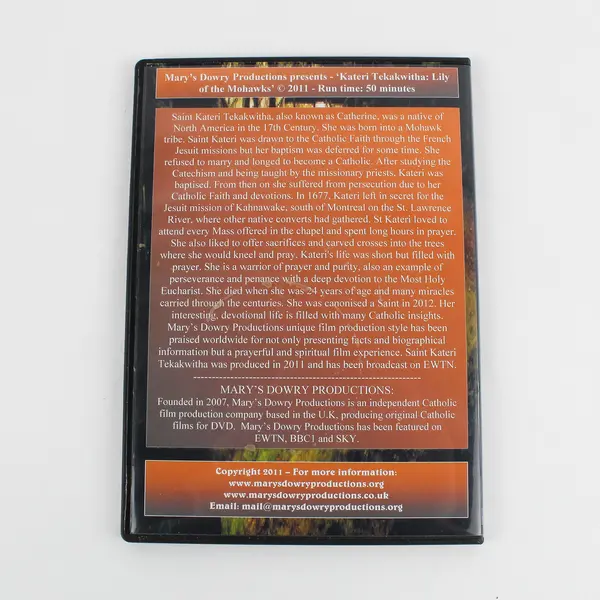 Mary's Dowry Productions presents - 'Kateri Tekakwitha: Lily
of the Mohawks' © 2011 - Run time: 50 minutes
Saint Kateri Tekakwitha, also known as Catherine, was a native of
North America in the 17th Century. She was born into a Mohawk
tribe. Saint Kateri was drawn to the Catholic Faith through the French
Jesuit missions but her baptism was deferred for some time. She
refused to marry and longed to become a Catholic. After studying the
Catechism and being taught by the missionary priests, Kateri was
baptised. From then on she suffered from persecution due to her
Catholic Faith and devotions. In 1677, Kateri left in secret for the
Jesuit mission of Kahnawake, south of Montreal on the St. Lawrence
River, where other native converts had gathered. St Kateri loved to
attend every Mass offered in the chapel and spent long hours in prayer.
She also liked to offer sacrifices and carved crosses into the trees
where she would kneel and pray. Kateri's life was short but filled with
prayer. She is a warrior of prayer and purity, also an example of
perseverance and penance with a deep devotion to the Most Holy
Eucharist. She died when she was 24 years of age and many miracles
carried through the centuries. She was canonised a Saint in 2012. Her
interesting, devotional life is filled with many Catholic insights.
Mary's Dowry Productions unique film production style has been
praised worldwide for not only presenting facts and biographical
information but a prayerful and spiritual film experience. Saint Kateri
Tekakwitha was produced in 2011 and has been broadcast on EWTN.
------------------------------------------------------------
MARY'S DOWRY PRODUCTIONS:
Founded in 2007, Mary's Dowry Productions is an independent Catholic
film production company based in the U.K, producing original Catholic
films for DVD. Mary's Dowry Productions has been featured on
EWTN, BBC1 and SKY.
Copyright 2011 – For more information:
www.marysdowryproductions.org
www.marysdowryproductions.co.uk
Email: mail@marysdowryproductions.org